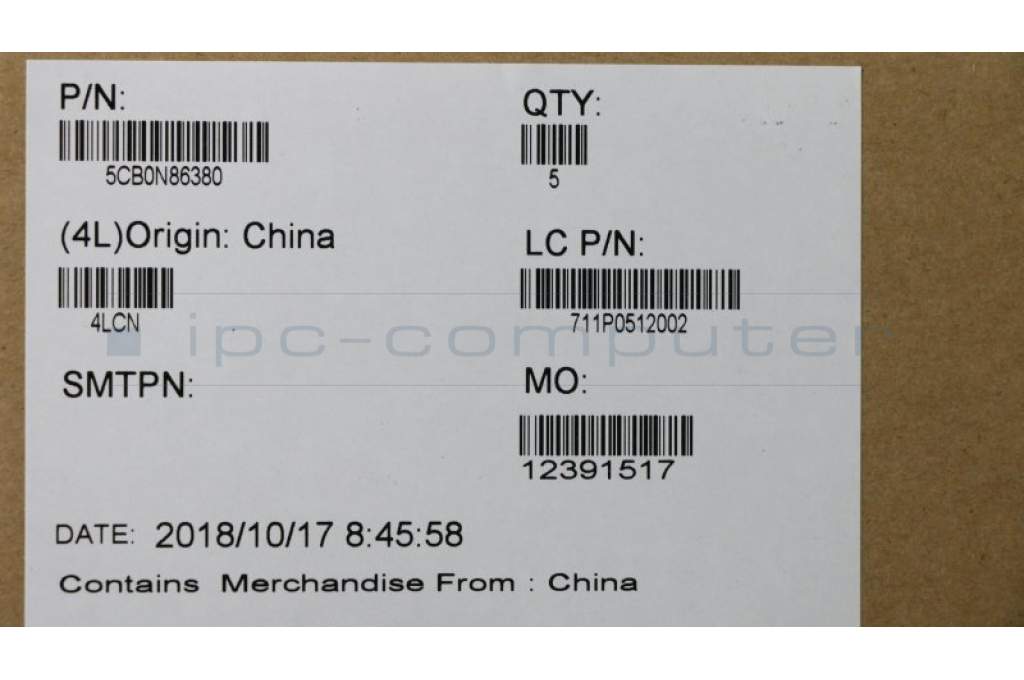 P/N:
5CB0N86380
QTY:
5
(4L)Origin: China
4LCN
LC P/N:
711P0512002
ipc-computer
SMTPN:
MO:
12391517
DATE: 2018/10/17 8:45:58
Contains Merchandise From : China